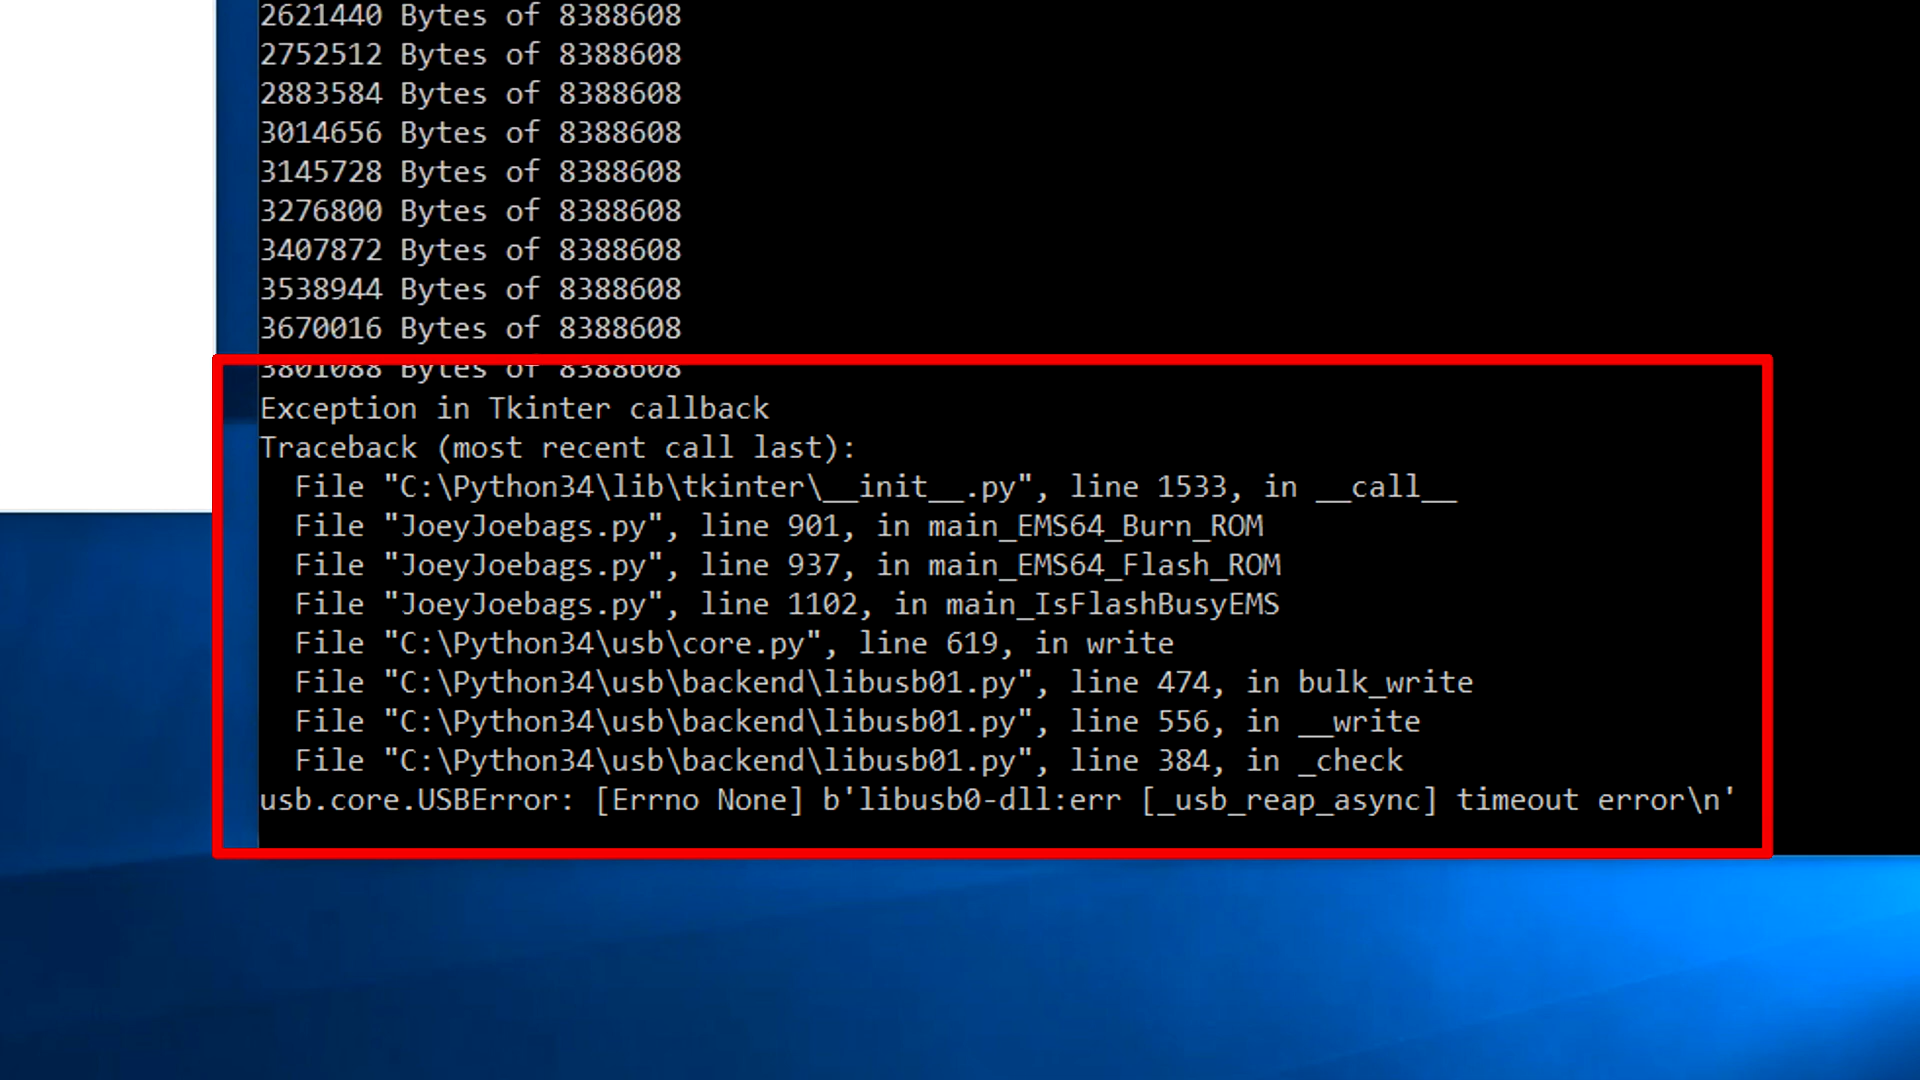 2621440 Bytes of 8388608
2752512 Bytes of 8388608
2883584 Bytes of 8388608
3014656 Bytes of 8388608
3145728 Bytes of 8388608
3276800 Bytes of 8388608
3407872 Bytes of 8388608
3538944 Bytes of 8388608
3670016 Bytes of 8388608
3801088 Bytes of 8388608
Exception in Tkinter callback
Traceback (most recent call last):
  File "C:\Python34\lib\tkinter\__init__.py", line 1533, in __call__
  File "JoeyJoebags.py", line 901, in main_EMS64_Burn_ROM
  File "JoeyJoebags.py", line 937, in main_EMS64_Flash_ROM
  File "JoeyJoebags.py", line 1102, in main_IsFlashBusyEMS
  File "C:\Python34\usb\core.py", line 619, in write
  File "C:\Python34\usb\backend\libusb01.py", line 474, in bulk_write
  File "C:\Python34\usb\backend\libusb01.py", line 556, in __write
  File "C:\Python34\usb\backend\libusb01.py", line 384, in _check
usb.core.USBError: [Errno None] b'libusb0-dll:err [_usb_reap_async] timeout error\n'